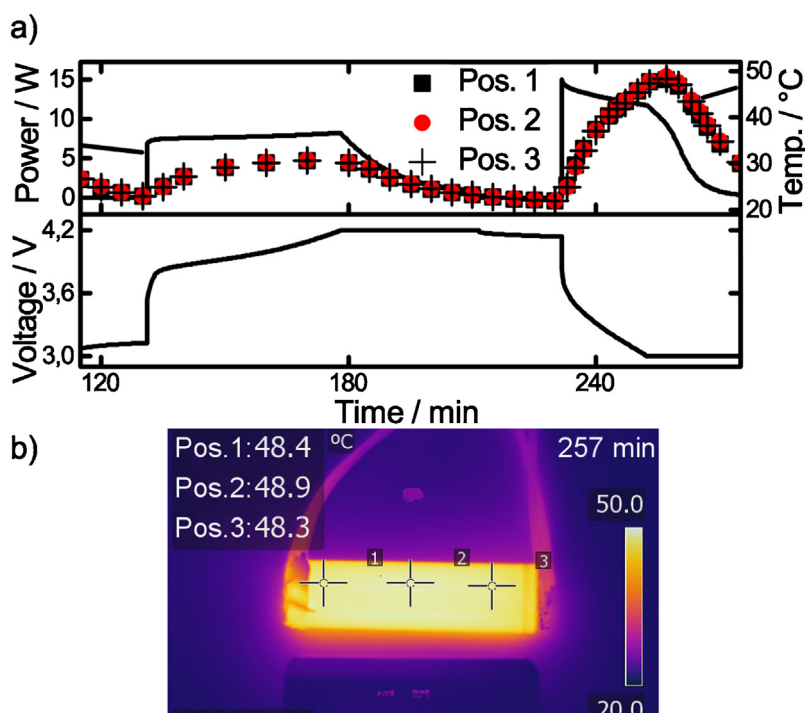 a)
Power / W
15
10
5
0
Pos. 1
Pos. 2
Pos. 3
50
40
30
20
Temp. / °C
Voltage / V
4,2
3,6
3,0
120 180 240
Time / min
b)
Pos.1:48.4 °C 257 min
Pos.2:48.9
Pos.3:48.3
50.0
1 2 3
20.0